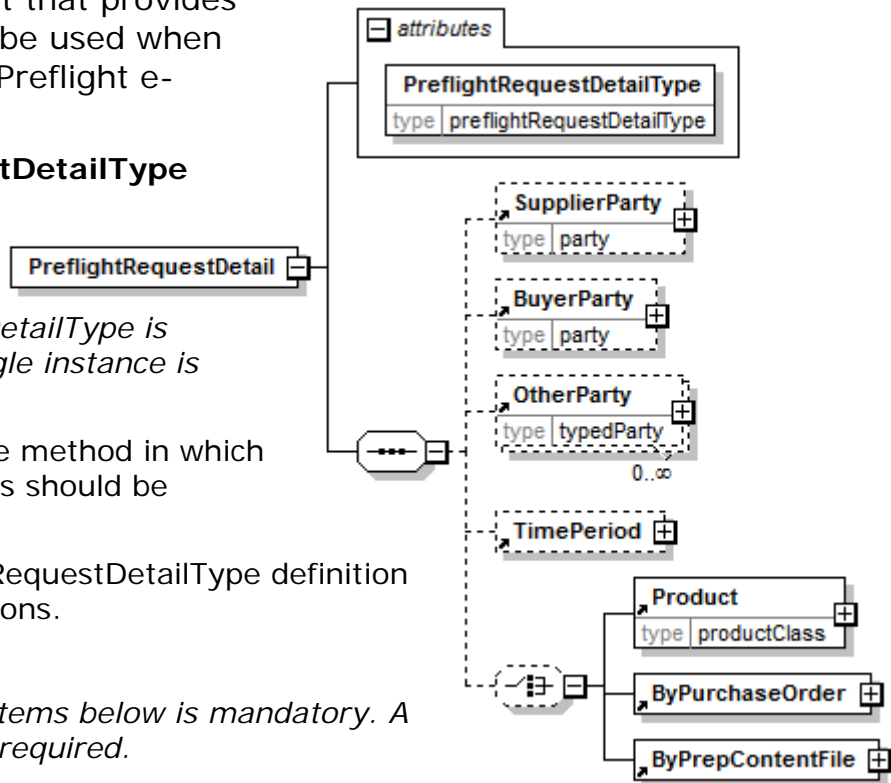 t that provides
be used when
Preflight e-
tDetailType
etailType is
gle instance is
e method in which
s should be
RequestDetailType definition
ons.
tems below is mandatory. A
required.
PreflightRequestDetail
attributes
PreflightRequestDetailType
type preflightRequestDetailType
SupplierParty
type party
BuyerParty
type party
OtherParty
type typedParty
0..∞
TimePeriod
Product
type productClass
ByPurchaseOrder
ByPrepContentFile